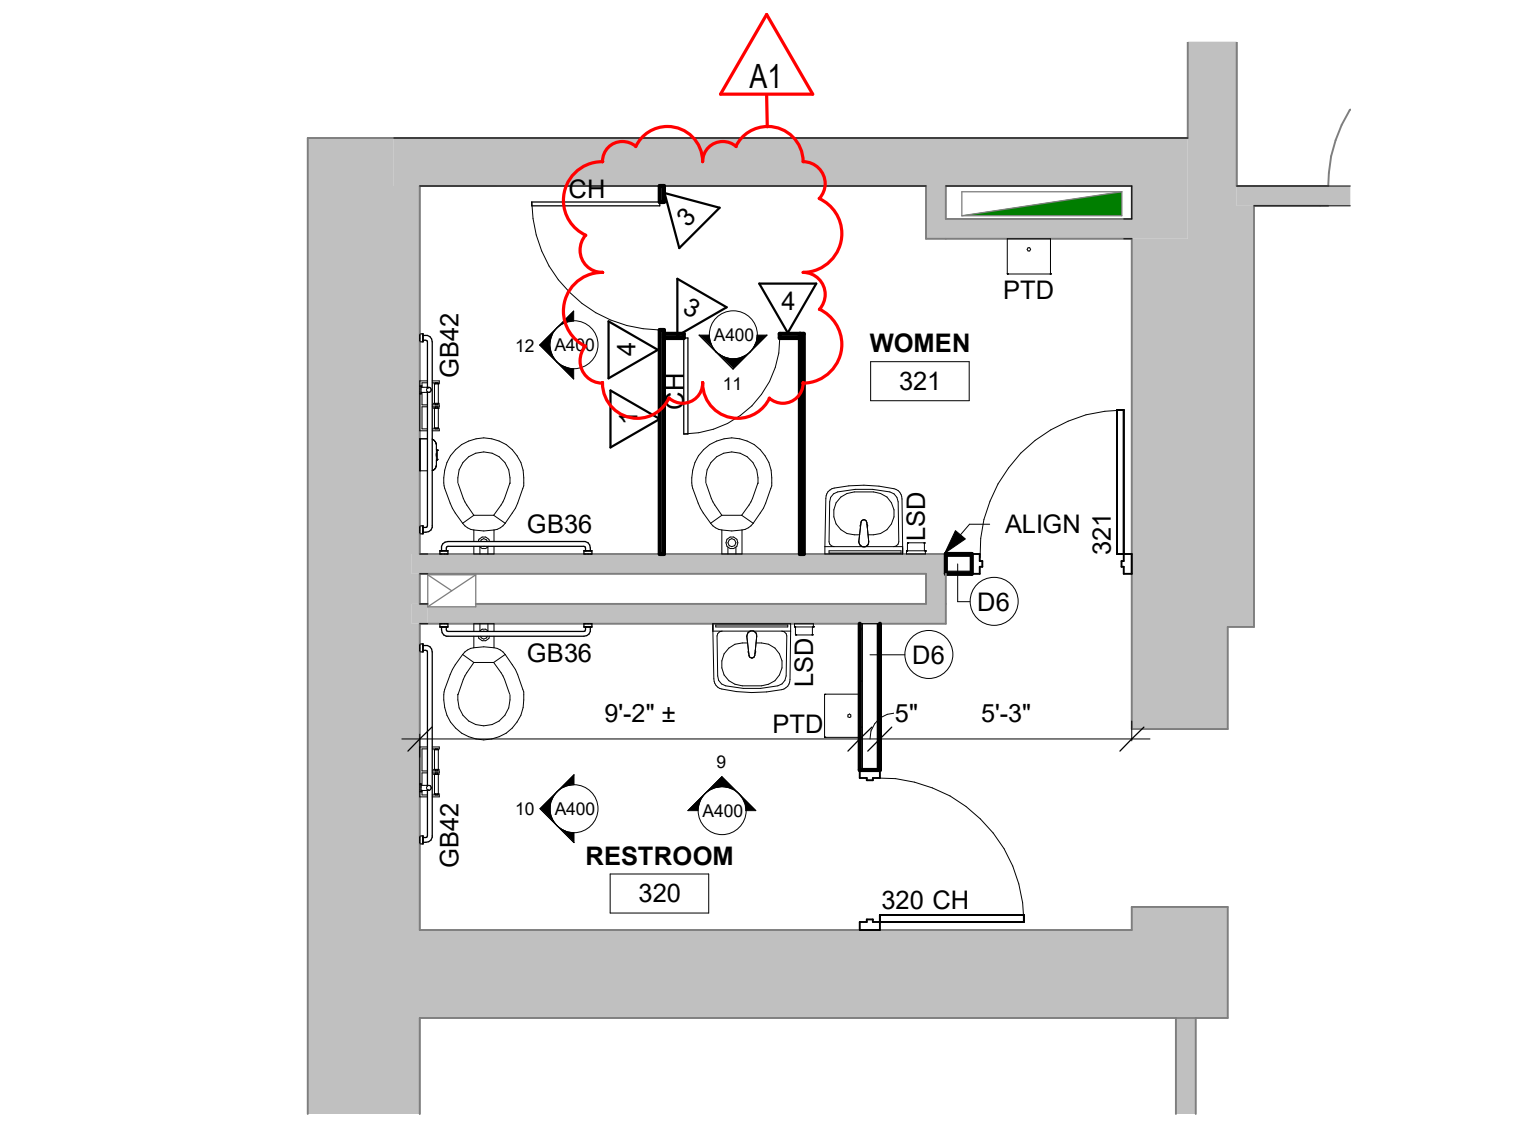 A1
CH
3
3
4
PTD
GB42
12
A400
4
A400
WOMEN
321
11
CH
1
GB36
LSD
ALIGN
321
D6
GB36
LSD
D6
9'-2" ±
PTD
5"
5'-3"
9
10
A400
A400
GB42
RESTROOM
320
320 CH